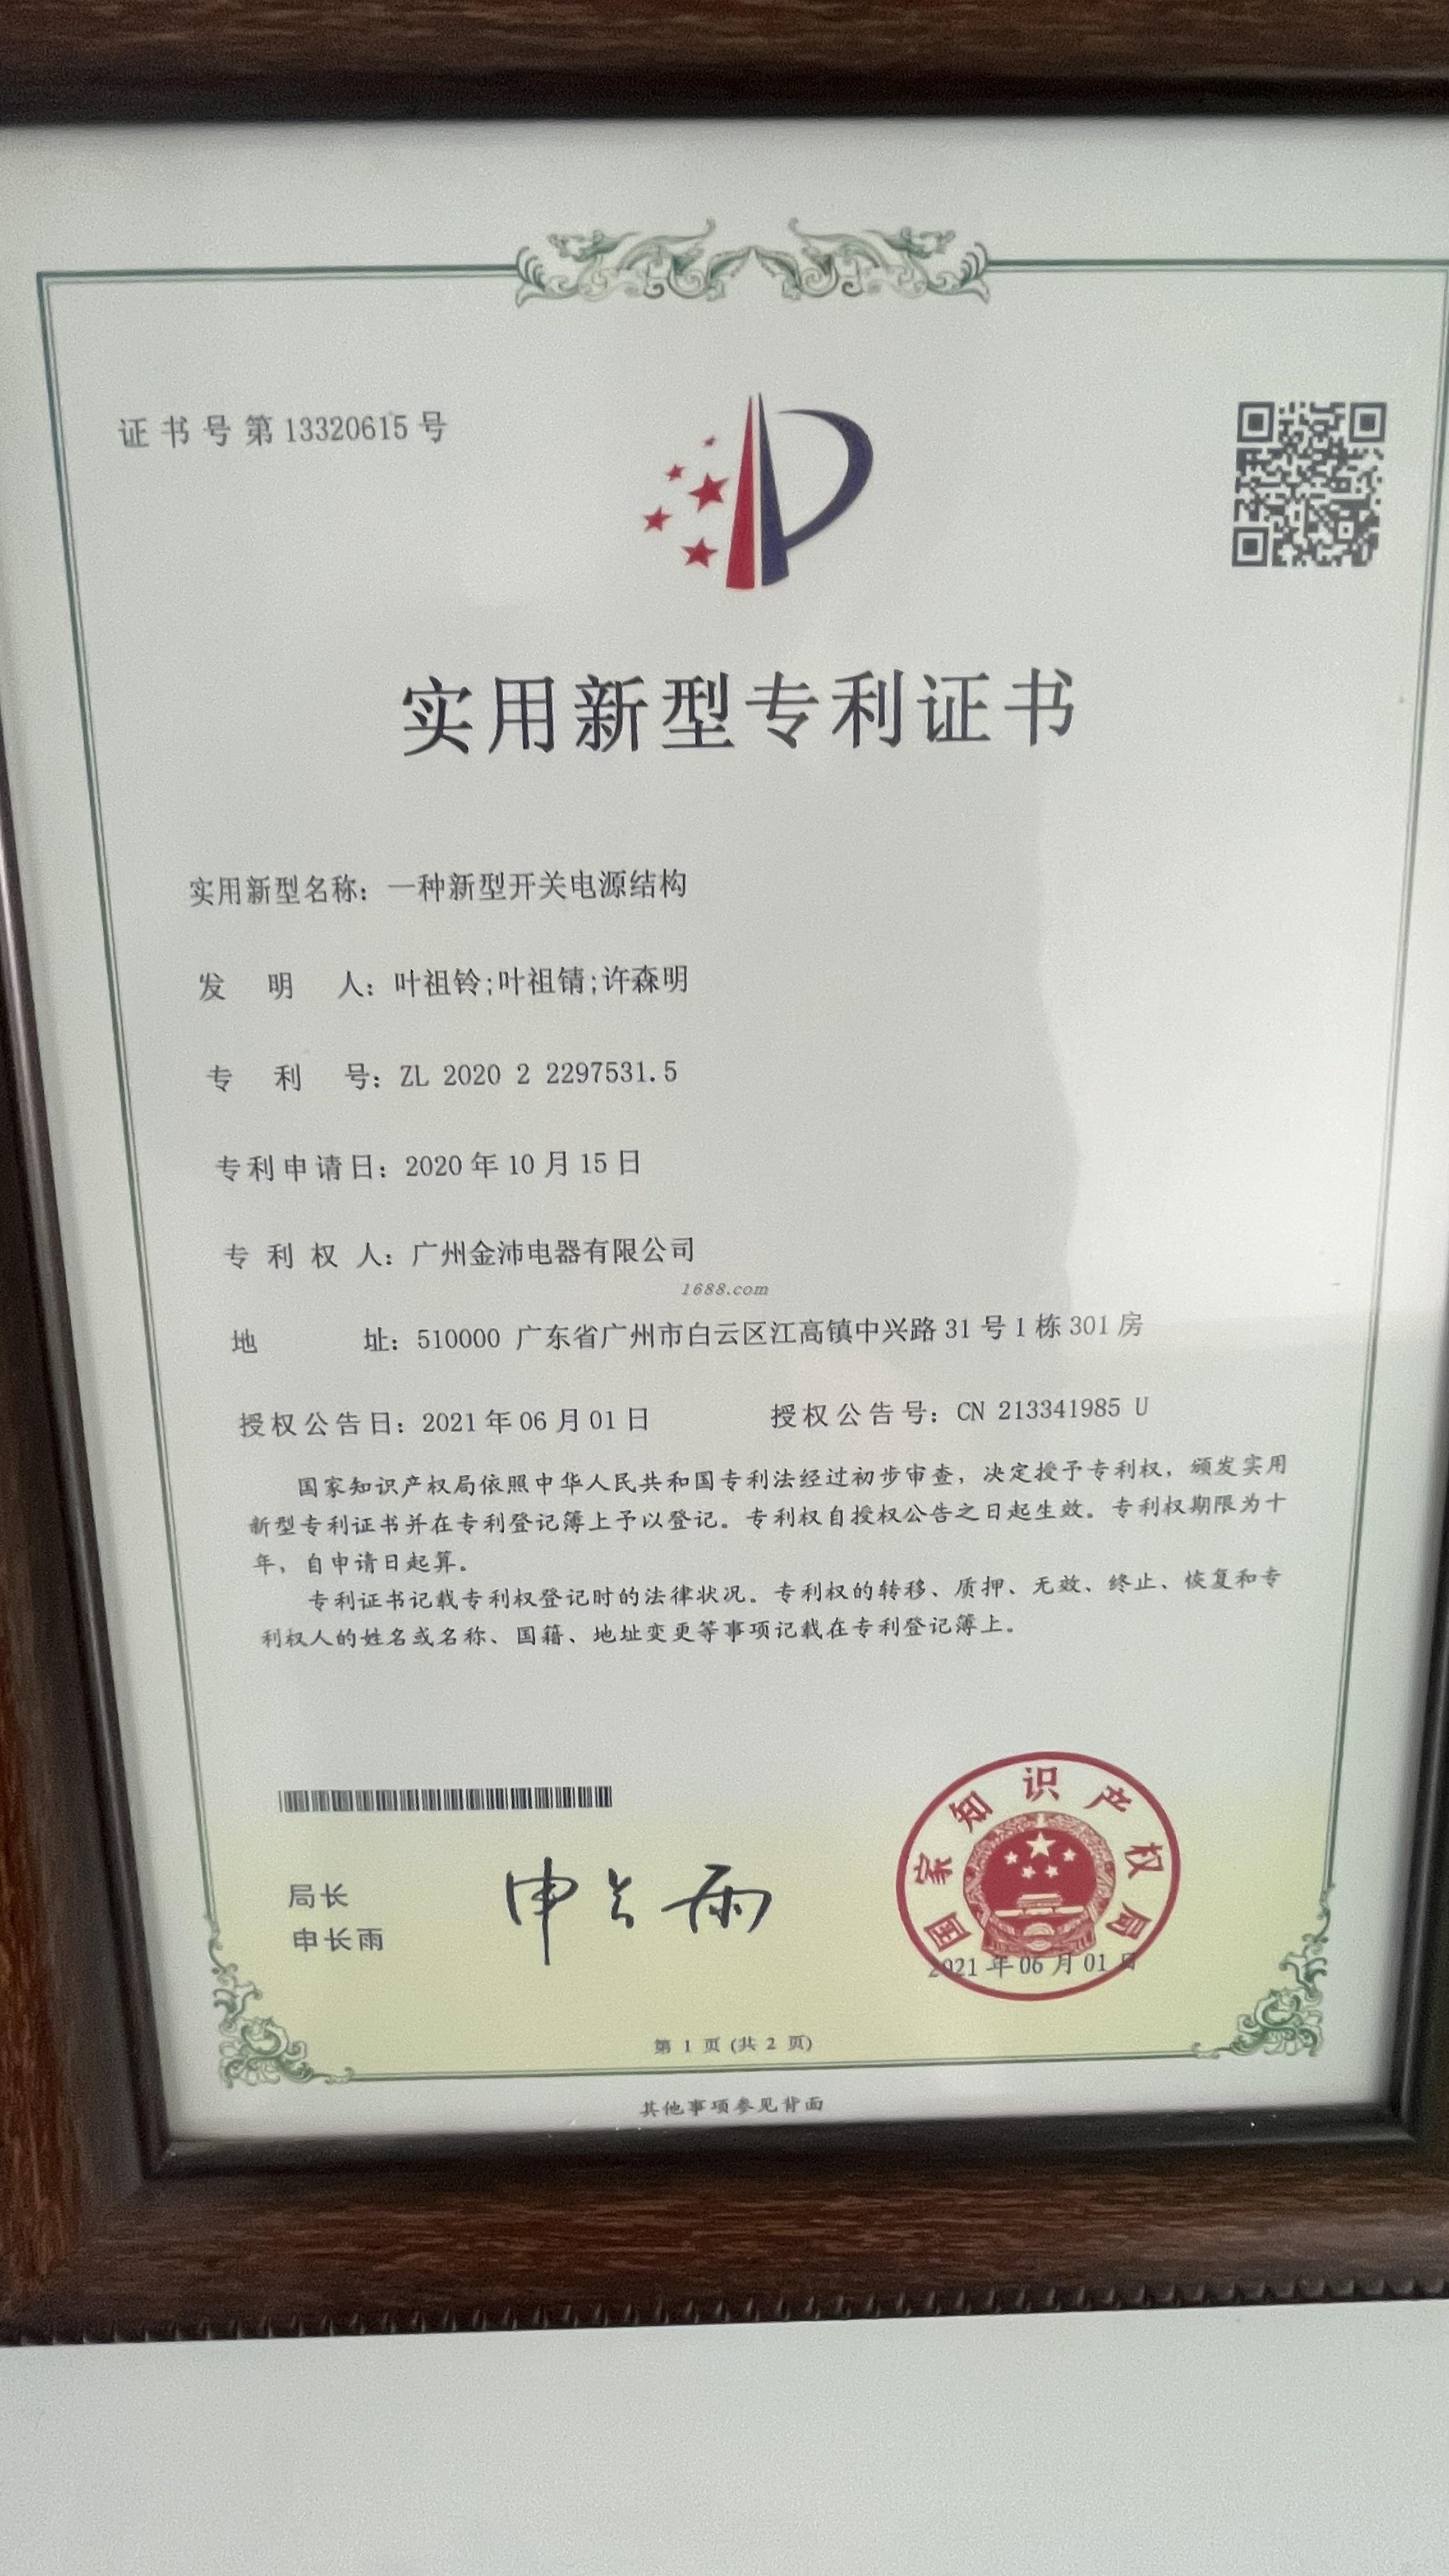 证书号第13320615号
实用新型专利证书
实用新型名称：一种新型开关电源结构
发明人：叶祖铃;叶祖锖;许森明
专利号：ZL 2020 2 2297531.5
专利申请日：2020年10月15日
专利权人：广州金沛电器有限公司
1688.com
地址：510000 广东省广州市白云区江高镇中兴路31号1栋301房
授权公告日：2021年06月01日 授权公告号：CN 213341985 U
国家知识产权局依照中华人民共和国专利法经过初步审查，决定授予专利权，颁发实用
新型专利证书并在专利登记簿上予以登记。专利权自授权公告之日起生效。专利权期限为十
年，自申请日起算。
专利证书记载专利权登记时的法律状况。专利权的转移、质押、无效、终止、恢复和专
利权人的姓名或名称、国籍、地址变更等事项记载在专利登记簿上。
局长
申长雨
申长雨
国家知识产权局
2021年06月01日
第 1 页 (共 2 页)
其他事项参见背面